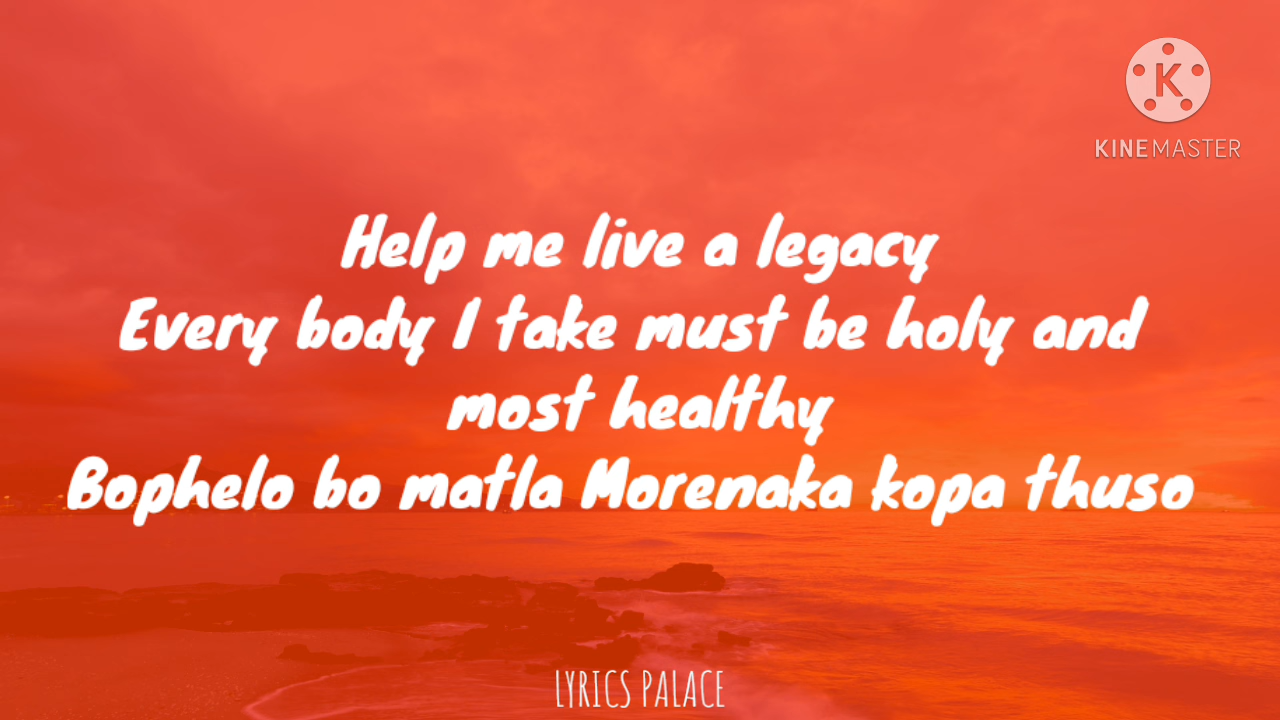 K
KINEMASTER
Help me live a legacy
Every body I take must be holy and
most healthy
Bophelo bo matla Morenaka kopa thuso
LYRICS PALACE